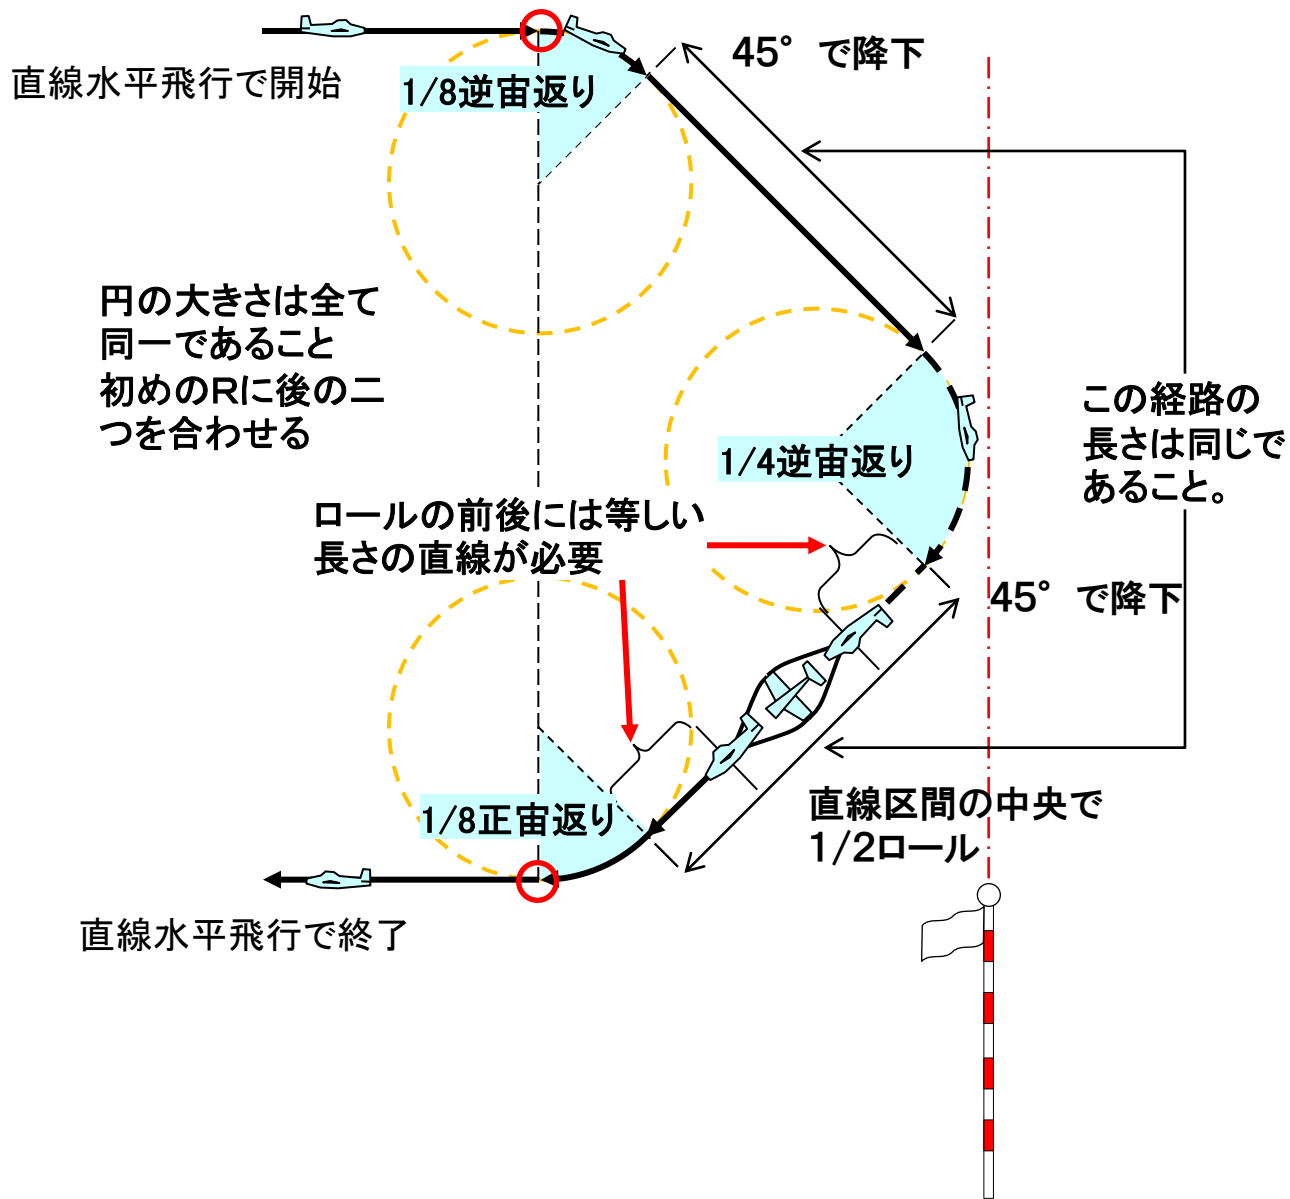 45° で降下
直線水平飛行で開始
1/8逆宙返り
円の大きさは全て
同一であること
初めのRに後の二
つを合わせる
この経路の
長さは同じで
あること。
1/4逆宙返り
ロールの前後には等しい
長さの直線が必要
45° で降下
1/8正宙返り
直線区間の中央で
1/2ロール
直線水平飛行で終了